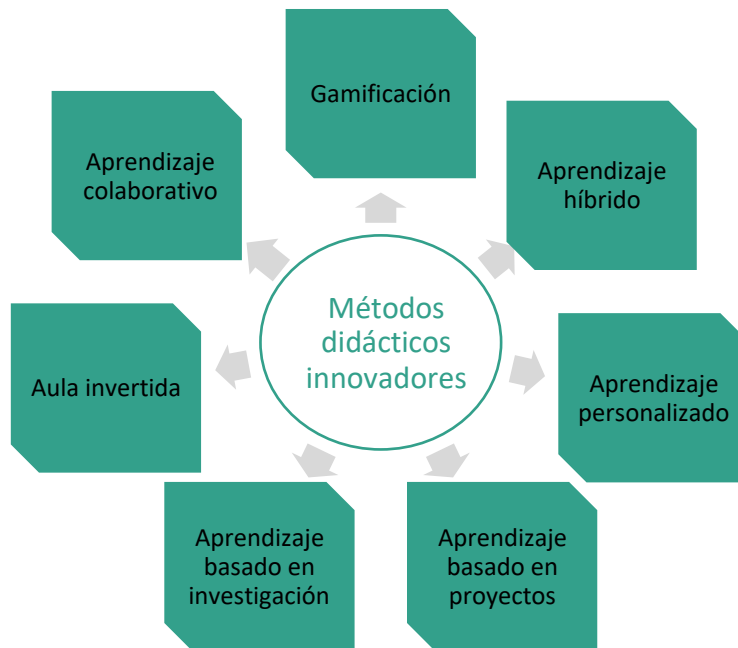 Gamificación
Aprendizaje
colaborativo
Aprendizaje
híbrido
Métodos
didácticos
innovadores
Aula invertida
Aprendizaje
personalizado
Aprendizaje
basado en
investigación
Aprendizaje
basado en
proyectos